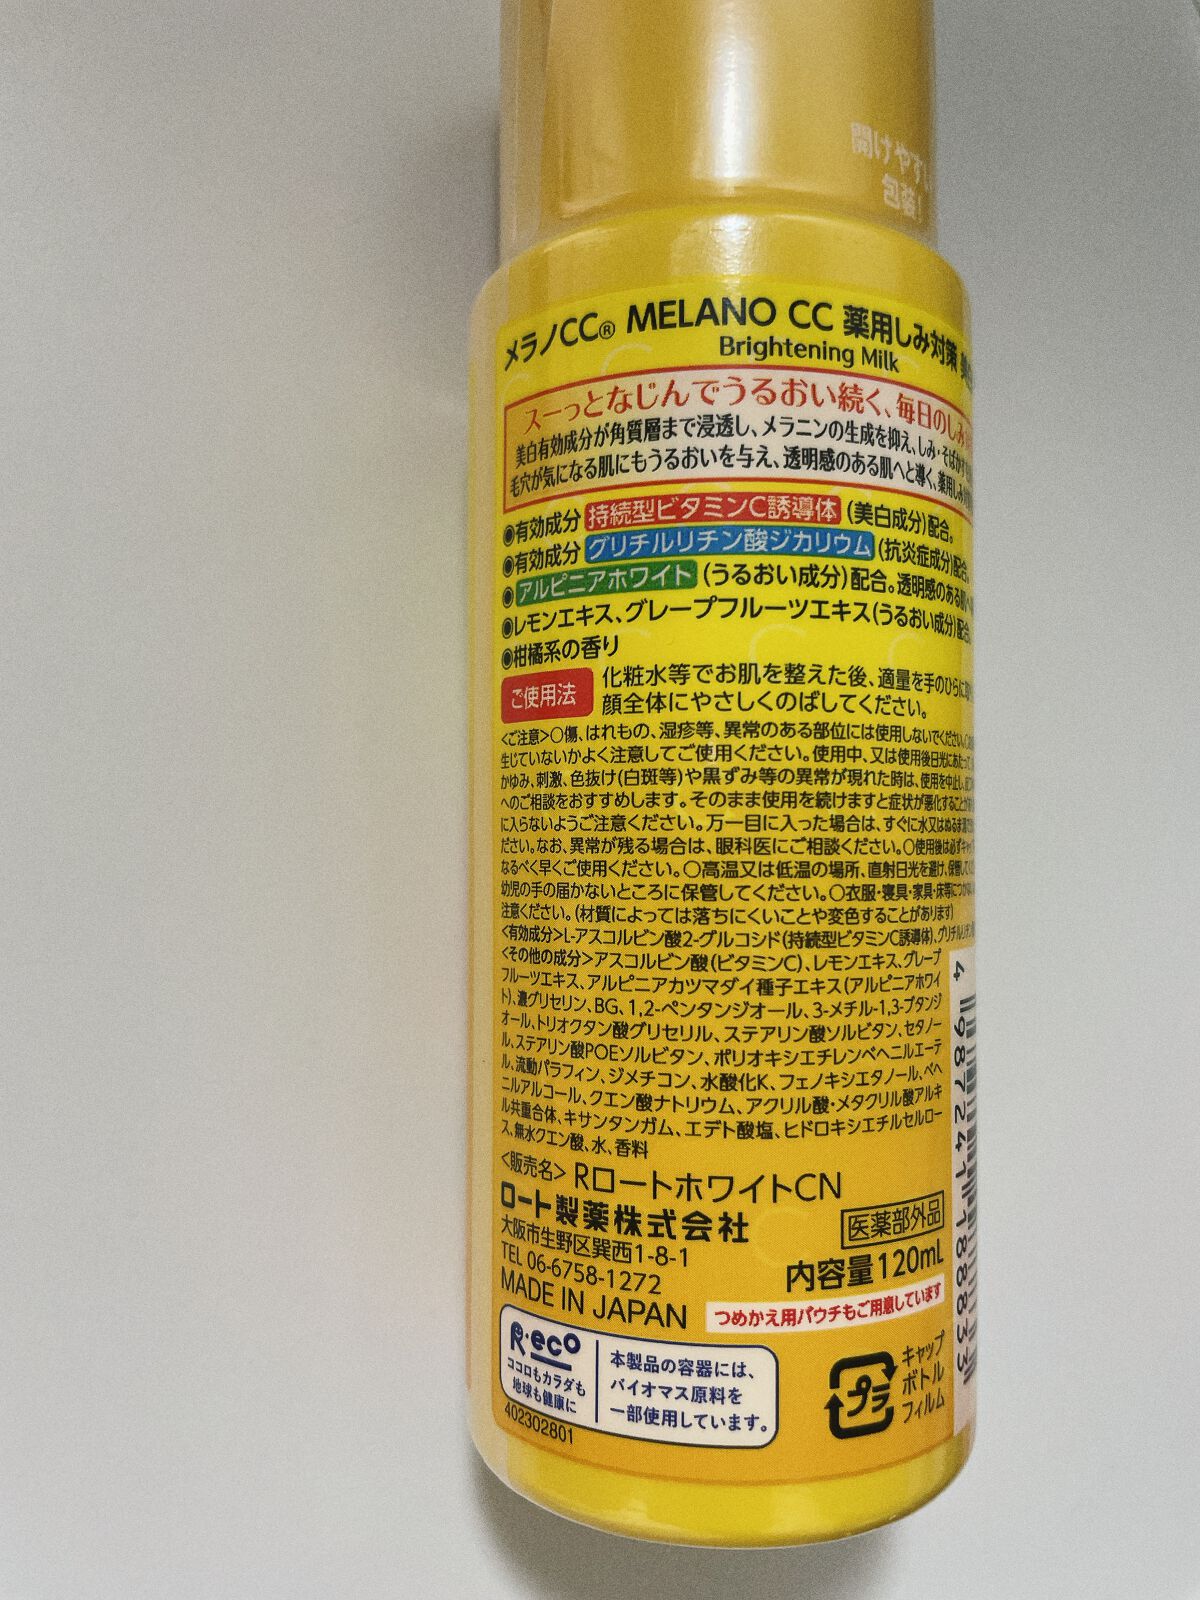 開けやすい
包装!
メラノCC® MELANO CC 薬用しみ対策 美
Brightening Milk
スーっとなじんでうるおい続く、毎日のしみ
美白有効成分が角質層まで浸透し、メラニンの生成を抑え、しみ・そばかす
毛穴が気になる肌にもうるおいを与え、透明感のある肌へと導く、薬用しみ
◉有効成分 持続型ビタミンC誘導体 (美白成分)配合。
◉有効成分 グリチルリチン酸ジカリウム (抗炎症成分)配合。
◉アルピニアホワイト (うるおい成分)配合。透明感のある肌
◉レモンエキス、グレープフルーツエキス(うるおい成分)配合。
◉柑橘系の香り
ご使用法 化粧水等でお肌を整えた後、適量を手のひらに
顔全体にやさしくのばしてください。
<ご注意>○傷、はれもの、湿疹等、異常のある部位には使用しないでください。
生じていないかよく注意してご使用ください。使用中、又は使用後日光にあたって、
かゆみ、刺激、色抜け(白斑等)や黒ずみ等の異常が現れた時は、使用を中止し、
へのご相談をおすすめします。そのまま使用を続けますと症状が悪化することが
に入らないようご注意ください。万一目に入った場合は、すぐに水又はぬるま湯で
ださい。なお、異常が残る場合は、眼科医にご相談ください。○使用後は必ずキャップ
なるべく早くご使用ください。○高温又は低温の場所、直射日光を避け、保管して
幼児の手の届かないところに保管してください。○衣服・寝具・家具・床等につか
注意ください。(材質によっては落ちにくいことや変色することがあります)
<有効成分>L-アスコルビン酸2-グルコシド(持続型ビタミンC誘導体)、グリチルリチン
<その他の成分>アスコルビン酸(ビタミンC)、レモンエキス、グレープ
フルーツエキス、アルピニアカツマダイ種子エキス(アルピニアホワイ
ト)、濃グリセリン、BG、1,2-ペンタンジオール、3-メチル-1,3-ブタンジ
オール、トリオクタン酸グリセリル、ステアリン酸ソルビタン、セタノー
ル、ステアリン酸POEソルビタン、ポリオキシエチレンベヘニルエーテ
ル、流動パラフィン、ジメチコン、水酸化K、フェノキシエタノール、ベヘ
ニルアルコール、クエン酸ナトリウム、アクリル酸・メタクリル酸アルキ
ル共重合体、キサンタンガム、エデト酸塩、ヒドロキシエチルセルロー
ス、無水クエン酸、水、香料
<販売名> RロートホワイトCN
ロート製薬株式会社
大阪市生野区巽西1-8-1
TEL 06-6758-1272
MADE IN JAPAN
医薬部外品
内容量120mL
つめかえ用パウチもご用意しています
R・eco
ココロもカラダも
地球も健康に
本製品の容器には、
バイオマス原料を
一部使用しています。
402302801
プラ
キャップ
ボトル
フィルム
4 987241 188833